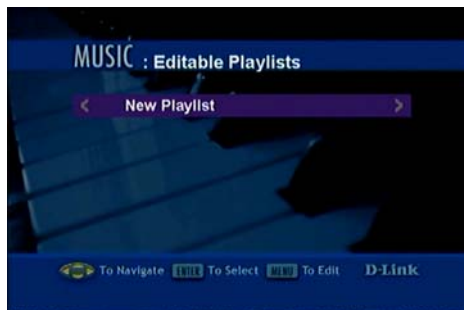 MUSIC : Editable Playlists
< New Playlist >
To Navigate ENTER To Select MENU To Edit D-Link